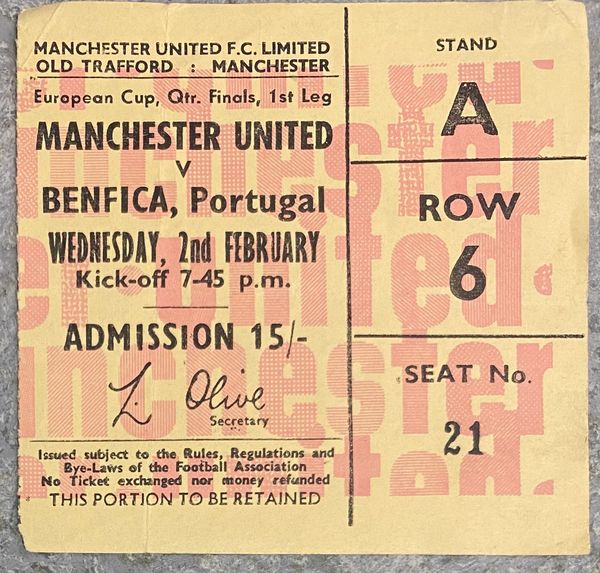 MANCHESTER UNITED F.C. LIMITED
OLD TRAFFORD : MANCHESTER
European Cup, Qtr. Finals, 1st Leg
MANCHESTER UNITED
v
BENFICA, Portugal
WEDNESDAY, 2nd FEBRUARY
Kick-off 7-45 p.m.
ADMISSION 15/-
L. Olive
Secretary
Issued subject to the Rules, Regulations and
Bye-Laws of the Football Association
No Ticket exchanged nor money refunded
THIS PORTION TO BE RETAINED
STAND
A
ROW
6
SEAT No.
21